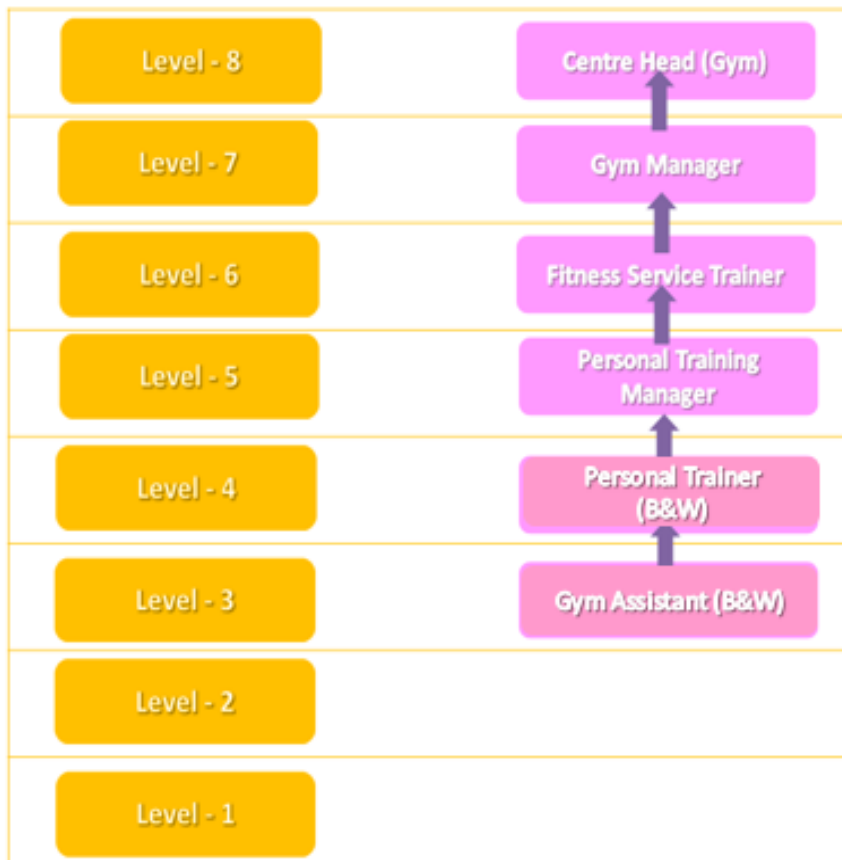 Level - 8
Centre Head (Gym)
Level - 7
Gym Manager
Level - 6
Fitness Service Trainer
Level - 5
Personal Training
Manager
Level - 4
Personal Trainer
(B&W)
Level - 3
Gym Assistant (B&W)
Level - 2
Level - 1